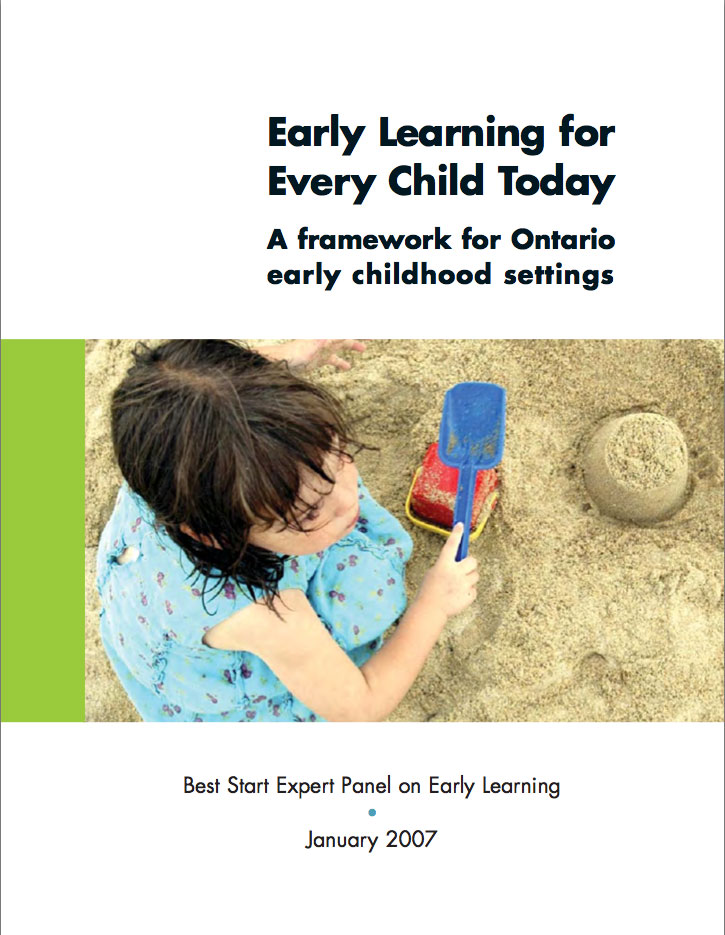 Early Learning for
Every Child Today
A framework for Ontario
early childhood settings
Best Start Expert Panel on Early Learning
•
January 2007